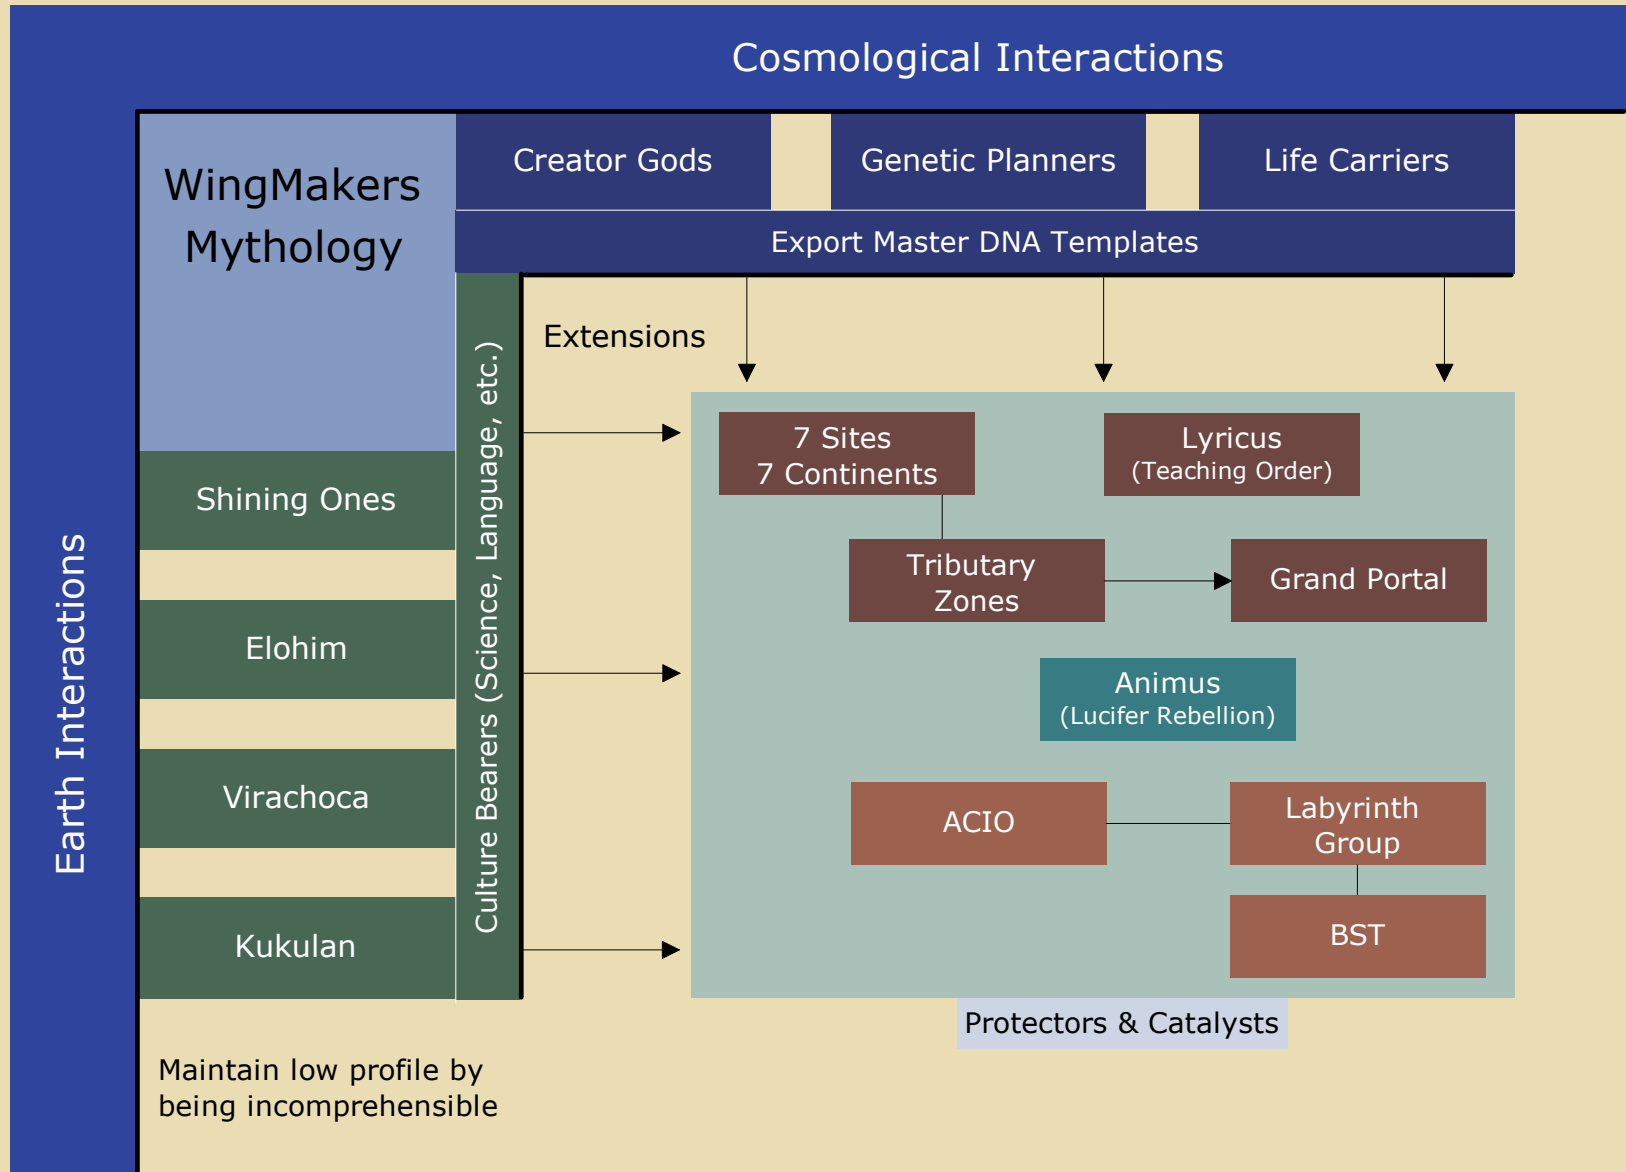 Cosmological Interactions
WingMakers
Mythology
Creator Gods
Genetic Planners
Life Carriers
Export Master DNA Templates
Earth Interactions
Shining Ones
Elohim
Virachoca
Kukulan
Culture Bearers (Science, Language, etc.)
Extensions
7 Sites
7 Continents
Lyricus
(Teaching Order)
Tributary
Zones
Grand Portal
Animus
(Lucifer Rebellion)
ACIO
Labyrinth
Group
BST
Protectors & Catalysts
Maintain low profile by
being incomprehensible